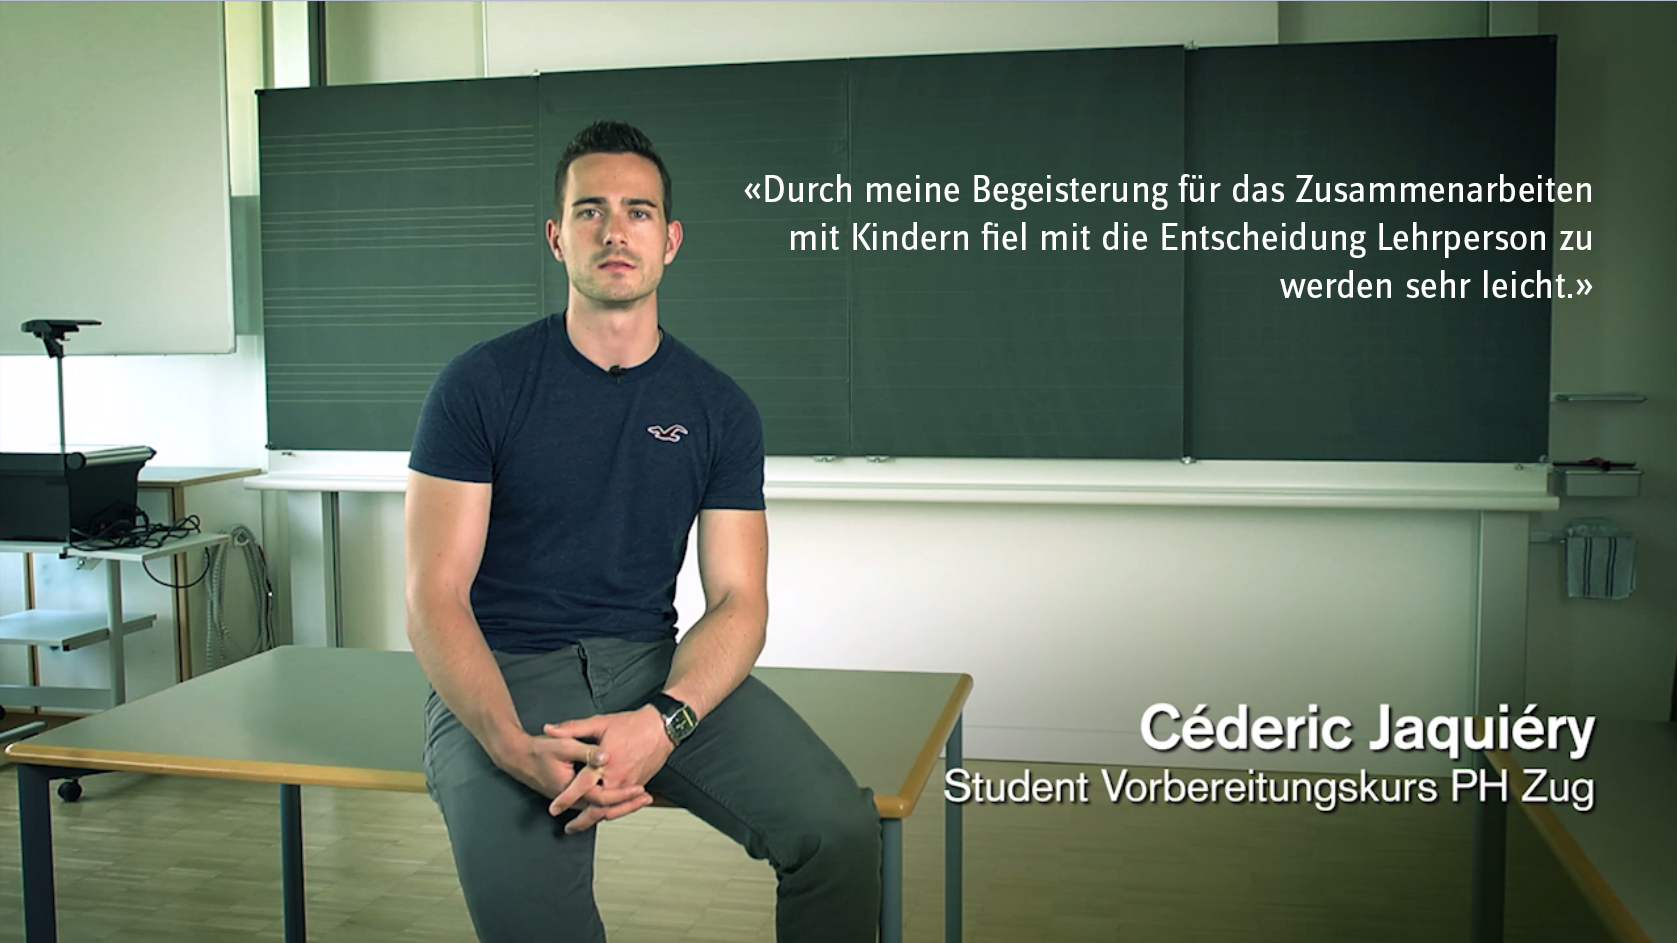 «Durch meine Begeisterung für das Zusammenarbeiten
mit Kindern fiel mit die Entscheidung Lehrperson zu
werden sehr leicht.»
Céderic Jaquiéry
Student Vorbereitungskurs PH Zug